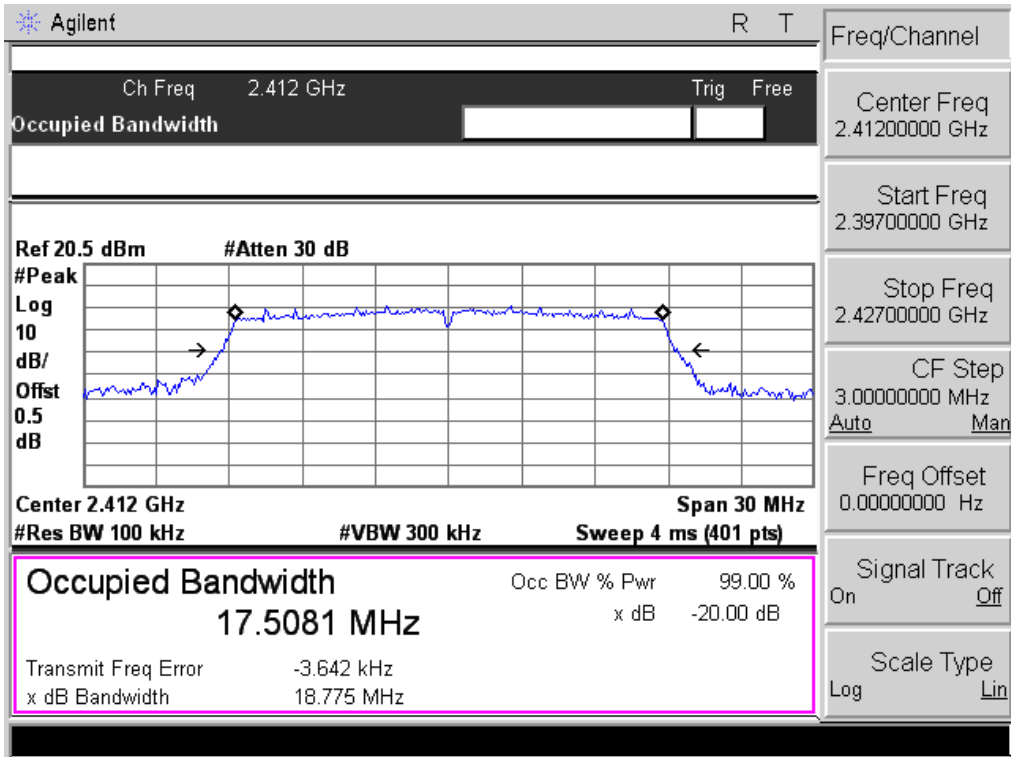 Agilent R T
Ch Freq 2.412 GHz Trig Free
Occupied Bandwidth
Ref 20.5 dBm #Atten 30 dB
#Peak
Log
10
dB/
Offst
0.5
dB
Center 2.412 GHz Span 30 MHz
#Res BW 100 kHz #VBW 300 kHz Sweep 4 ms (401 pts)
Occupied Bandwidth Occ BW % Pwr 99.00 %
17.5081 MHz x dB -20.00 dB
Transmit Freq Error -3.642 kHz
x dB Bandwidth 18.775 MHz
Freq/Channel
Center Freq
2.41200000 GHz
Start Freq
2.39700000 GHz
Stop Freq
2.42700000 GHz
CF Step
3.00000000 MHz
Auto Man
Freq Offset
0.00000000 Hz
Signal Track
On Off
Scale Type
Log Lin